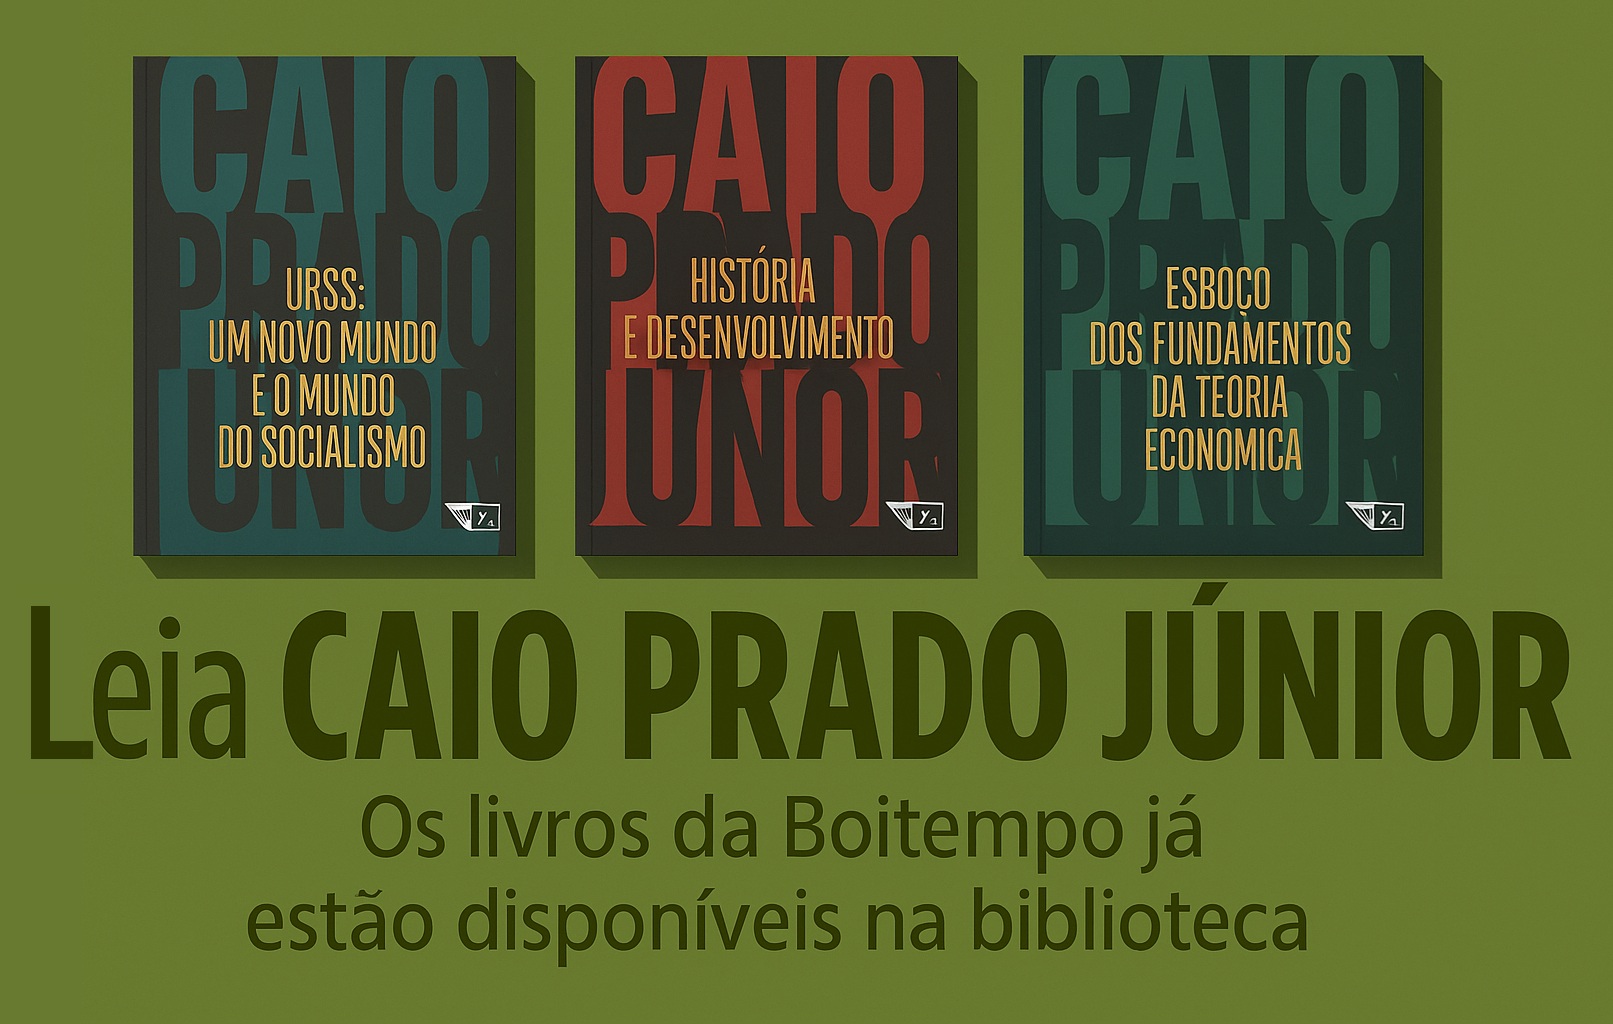 CAIO
PRADO
JUNIOR
URSS:
UM NOVO MUNDO
E O MUNDO
DO SOCIALISMO
CAIO
PRADO
JUNIOR
HISTÓRIA
E DESENVOLVIMENTO
CAIO
PRADO
JUNIOR
ESBOÇO
DOS FUNDAMENTOS
DA TEORIA
ECONOMICA
Leia CAIO PRADO JÚNIOR
Os livros da Boitempo já
estão disponíveis na biblioteca